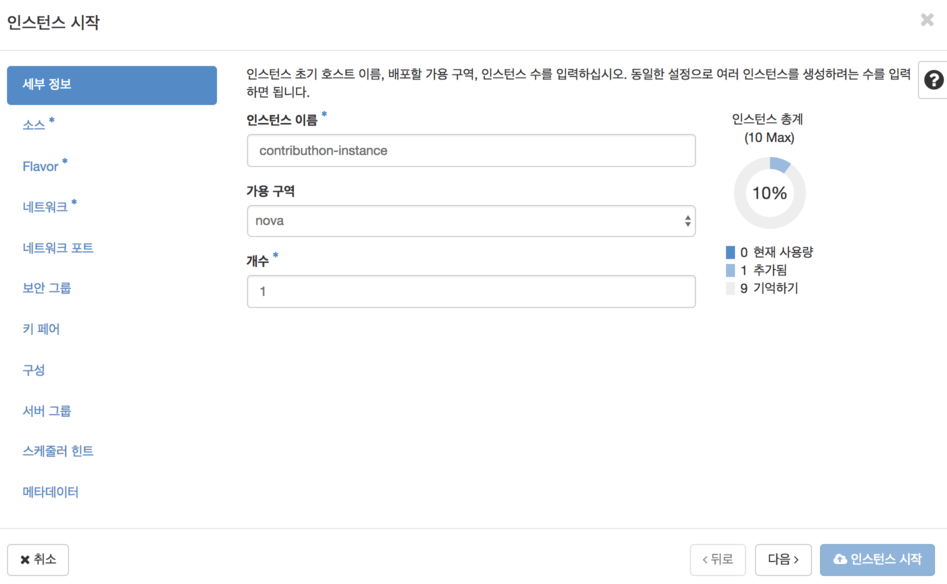 인스턴스 시작
세부 정보
소스 *
Flavor *
네트워크 *
네트워크 포트
보안 그룹
키 페어
구성
서버 그룹
스케줄러 힌트
메타데이터
인스턴스 초기 호스트 이름, 배포할 가용 구역, 인스턴스 수를 입력하십시오. 동일한 설정으로 여러 인스턴스를 생성하려는 수를 입력
하면 됩니다.
인스턴스 이름 *
contributhon-instance
가용 구역
nova
개수 *
1
인스턴스 총계
(10 Max)
10%
0 현재 사용량
1 추가됨
9 기억하기
취소
뒤로
다음
인스턴스 시작